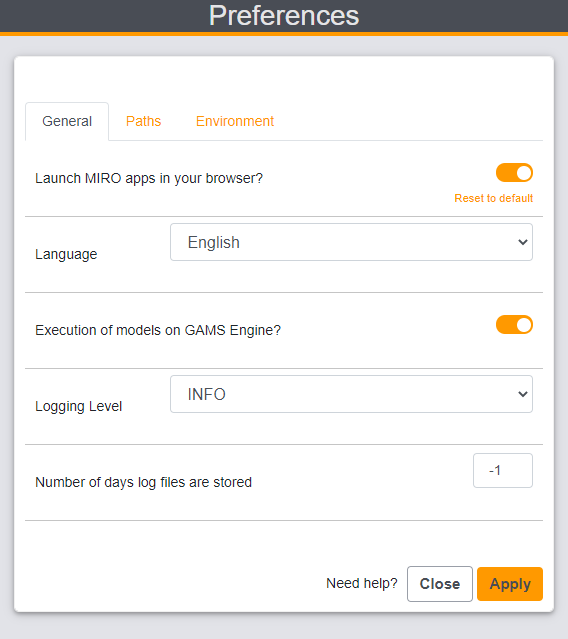 Preferences
General Paths Environment
Launch MIRO apps in your browser?
Reset to default
Language English
Execution of models on GAMS Engine?
Logging Level INFO
Number of days log files are stored -1
Need help? Close Apply